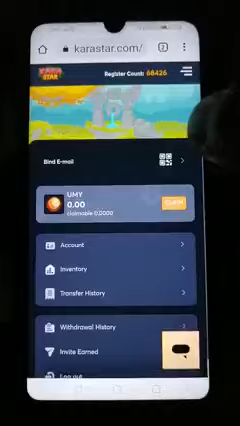 karastar.com/
2
KARA
STAR
Register Count: 68426
Bind E-mail
UMY
0.00
claimable 0.0000
CLAIM
Account
Inventory
Transfer History
Withdrawal History
Invite Earned
Log out